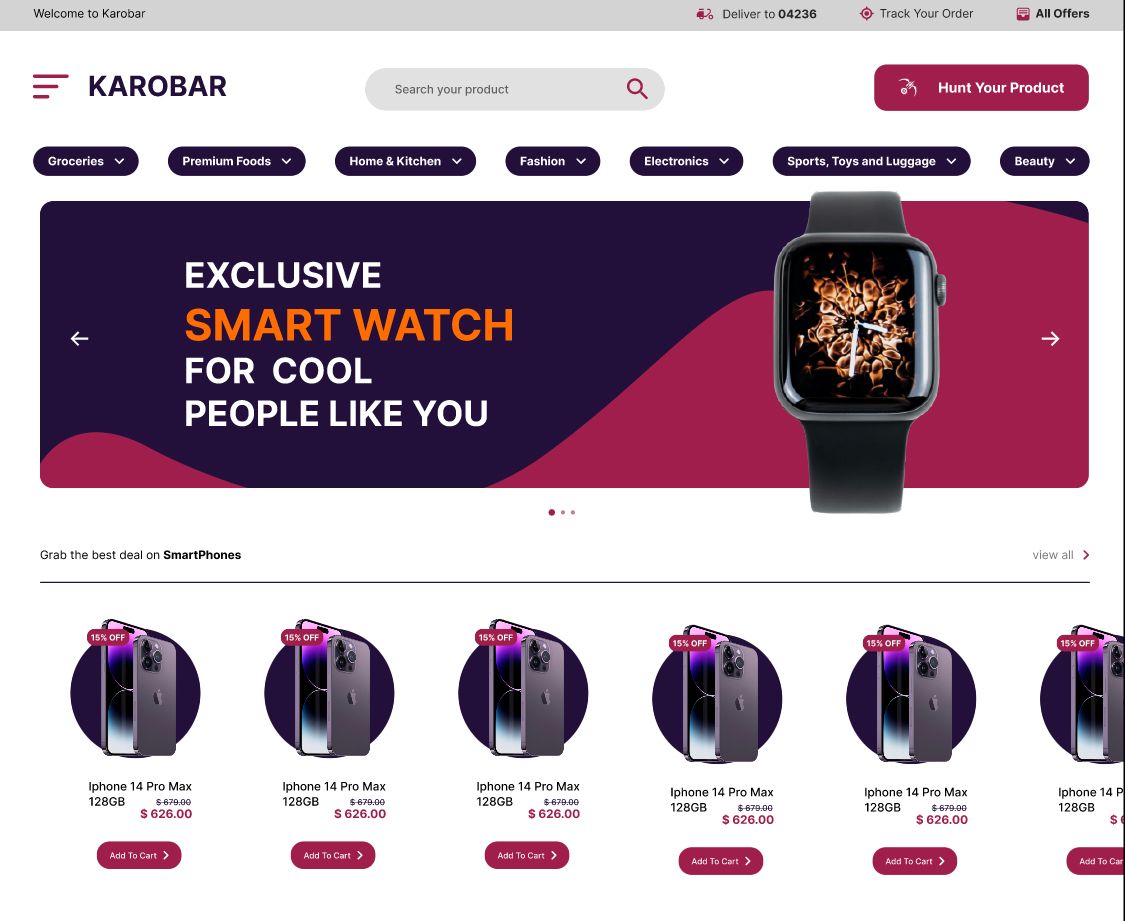 Welcome to Karobar
Deliver to 04236
Track Your Order
All Offers
KAROBAR
Search your product
Hunt Your Product
Groceries
Premium Foods
Home & Kitchen
Fashion
Electronics
Sports, Toys and Luggage
Beauty
EXCLUSIVE
SMART WATCH
FOR COOL
PEOPLE LIKE YOU
Grab the best deal on SmartPhones
view all
15% OFF
Iphone 14 Pro Max
128GB
$ 679.00
$ 626.00
Add To Cart
15% OFF
Iphone 14 Pro Max
128GB
$ 679.00
$ 626.00
Add To Cart
15% OFF
Iphone 14 Pro Max
128GB
$ 679.00
$ 626.00
Add To Cart
15% OFF
Iphone 14 Pro Max
128GB
$ 679.00
$ 626.00
Add To Cart
15% OFF
Iphone 14 Pro Max
128GB
$ 679.00
$ 626.00
Add To Cart
15% OFF
Iphone 14 P
128GB
$ 6
Add To Car